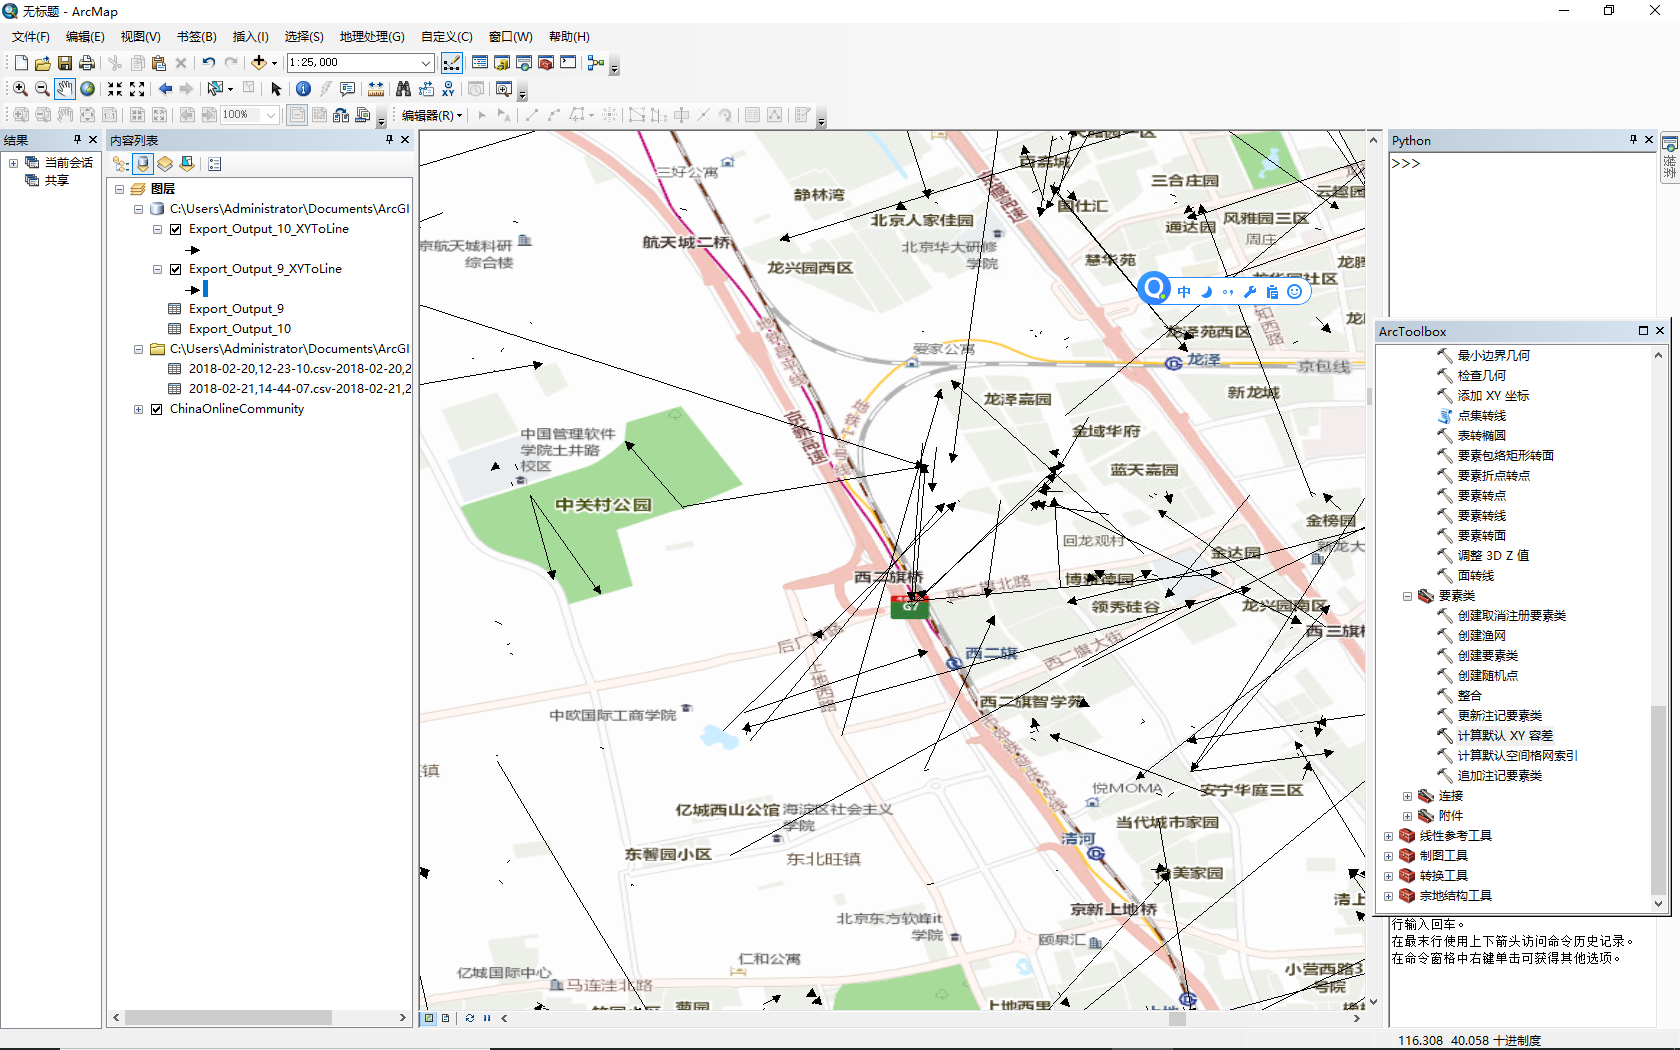 无标题 - ArcMap
文件(F) 编辑(E) 视图(V) 书签(B) 插入(I) 选择(S) 地理处理(G) 自定义(C) 窗口(W) 帮助(H)
1:25,000
100%
编辑器(R)
结果
当前会话
共享
内容列表
图层
C:\Users\Administrator\Documents\ArcGI
Export_Output_10_XYToLine
Export_Output_9_XYToLine
Export_Output_9
Export_Output_10
C:\Users\Administrator\Documents\ArcGI
2018-02-20,12-23-10.csv-2018-02-20,2
2018-02-21,14-44-07.csv-2018-02-21,2
ChinaOnlineCommunity
三好公寓
静林湾
三合庄园
国仕汇
风雅园三区
通达园
周庄
北京人家佳园
北京华大研修
学院
航天城二桥
京航天城科研
综合楼
龙兴园西区
慧华苑
中
龙泽苑西区
龙泽
爱家公寓
京包线
新龙城
龙泽嘉园
金域华府
京新高速
中国管理软件
学院土井路
校区
蓝天嘉园
中关村公园
金榜园
回龙观村
金达园
西二旗桥
G7
西二旗北路
博雅德园
领秀硅谷
龙兴园南区
西三旗桥
后厂村路
上地西路
西二旗
西二旗大街
西二旗智学苑
中欧国际工商学院
镇
悦MOMA
安宁华庭三区
亿城西山公馆
海淀区社会主义
学院
当代城市家园
清河
东馨园小区
东北旺镇
美家园
清上
京新上地桥
北京东方软峰it
学院
颐泉汇
仁和公寓
亿城国际中心
马连洼北路
小营西路3
号院
上地西里
Python
>>>
ArcToolbox
最小边界几何
检查几何
添加 XY 坐标
点集转线
表转椭圆
要素包络矩形转面
要素折点转点
要素转点
要素转线
要素转面
调整 3D Z 值
面转线
要素类
创建取消注册要素类
创建渔网
创建要素类
创建随机点
整合
更新注记要素类
计算默认 XY 容差
计算默认空间格网索引
追加注记要素类
连接
附件
线性参考工具
制图工具
转换工具
宗地结构工具
行输入回车。
在最末行使用上下箭头访问命令历史记录。
在命令窗格中右键单击可获得其他选项。
116.308 40.058 十进制度